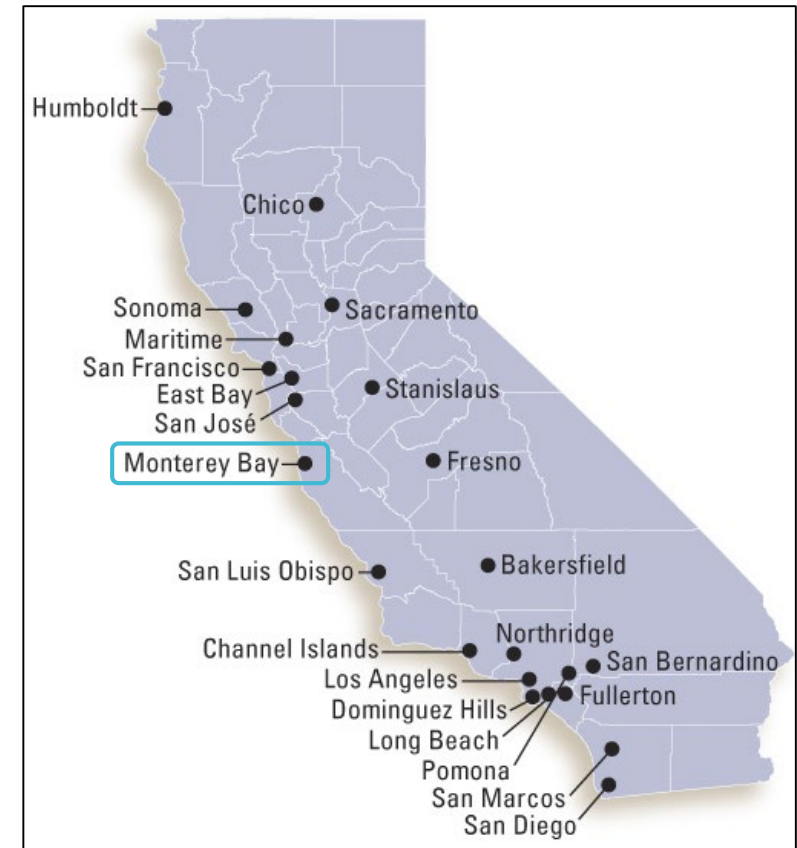 Humboldt
Chico
Sonoma
Sacramento
Maritime
San Francisco
East Bay
Stanislaus
San José
Monterey Bay
Fresno
San Luis Obispo
Bakersfield
Northridge
Channel Islands
San Bernardino
Los Angeles
Fullerton
Dominguez Hills
Long Beach
Pomona
San Marcos
San Diego